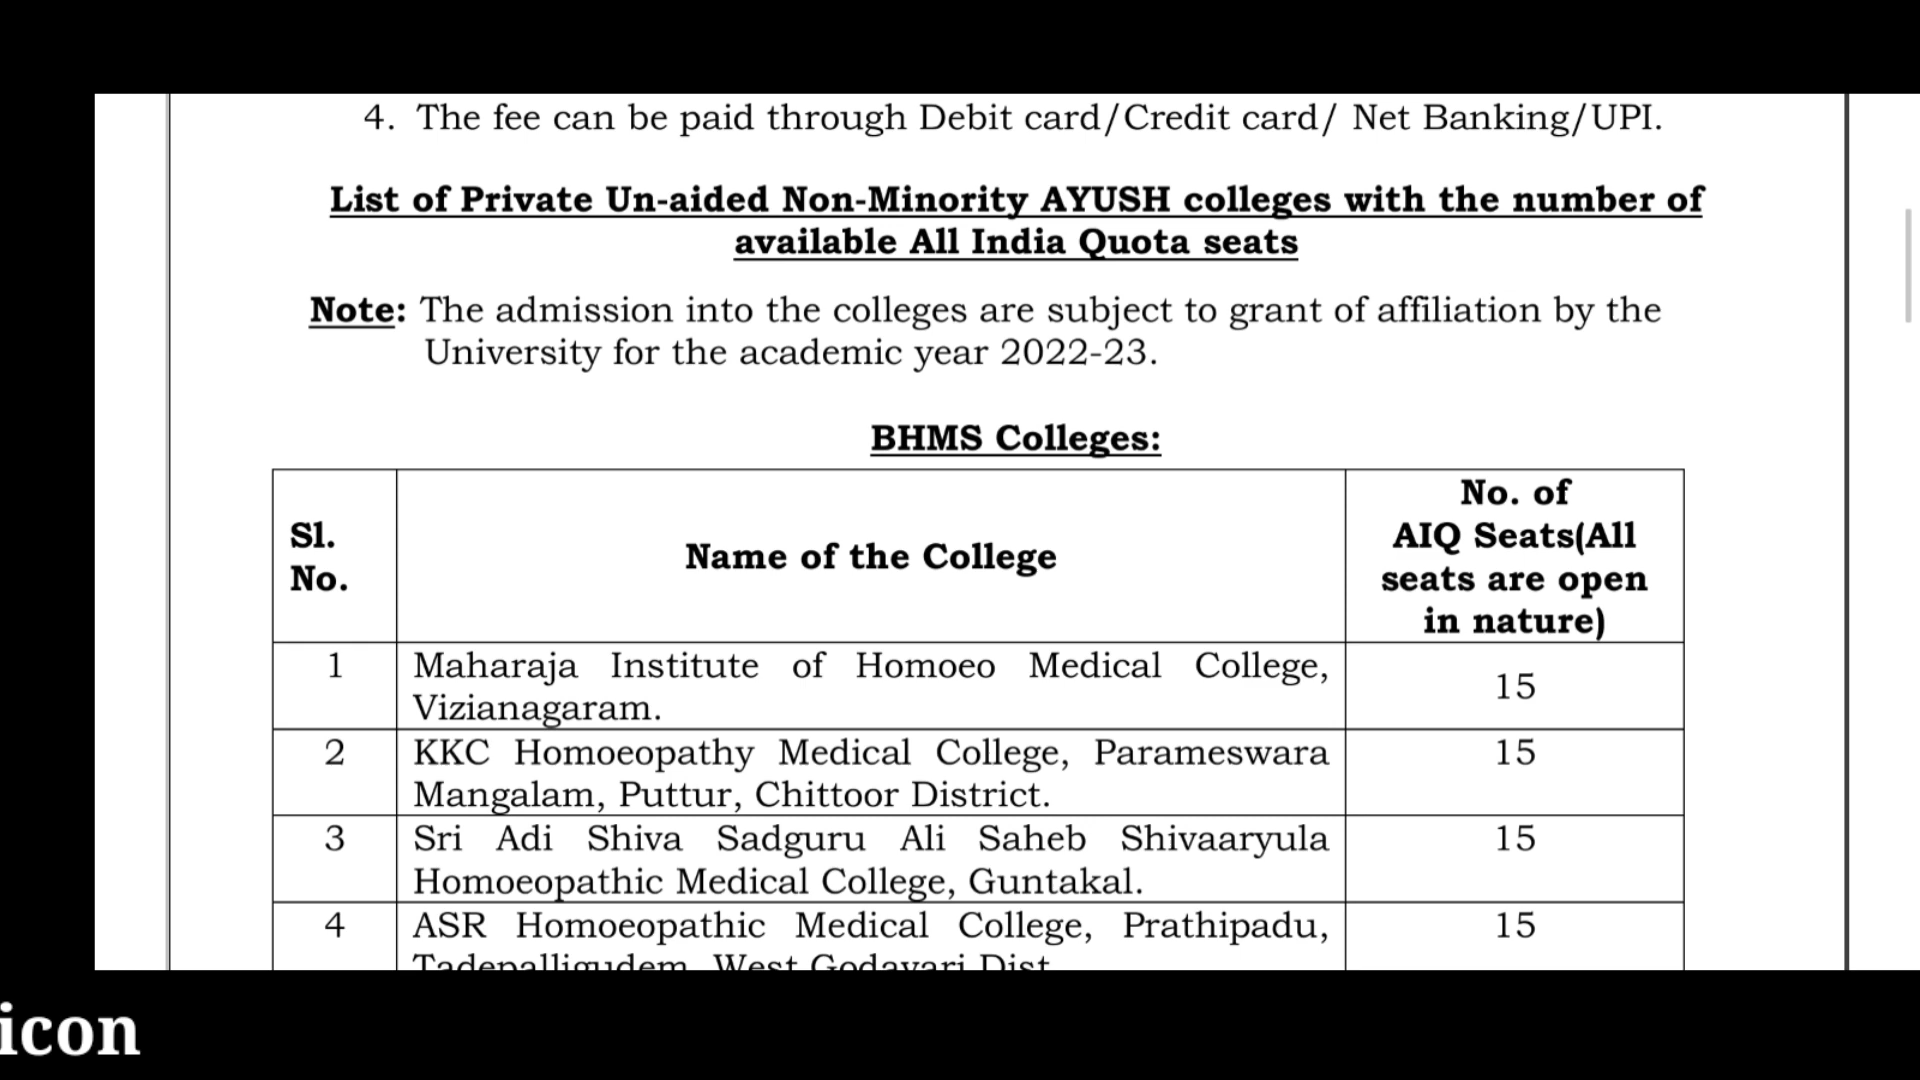 4. The fee can be paid through Debit card/Credit card/ Net Banking/UPI.
List of Private Un-aided Non-Minority AYUSH colleges with the number of
available All India Quota seats
Note: The admission into the colleges are subject to grant of affiliation by the
University for the academic year 2022-23.
BHMS Colleges:
Sl.
No.
Name of the College
No. of
AIQ Seats(All
seats are open
in nature)
1 Maharaja Institute of Homoeo Medical College,
Vizianagaram.
15
2 KKC Homoeopathy Medical College, Parameswara 15
Mangalam, Puttur, Chittoor District.
3 Sri Adi Shiva Sadguru Ali Saheb Shivaaryula 15
Homoeopathic Medical College, Guntakal.
4 ASR Homoeopathic Medical College, Prathipadu, 15
Tadepalligudem, West Godavari Dist
icon